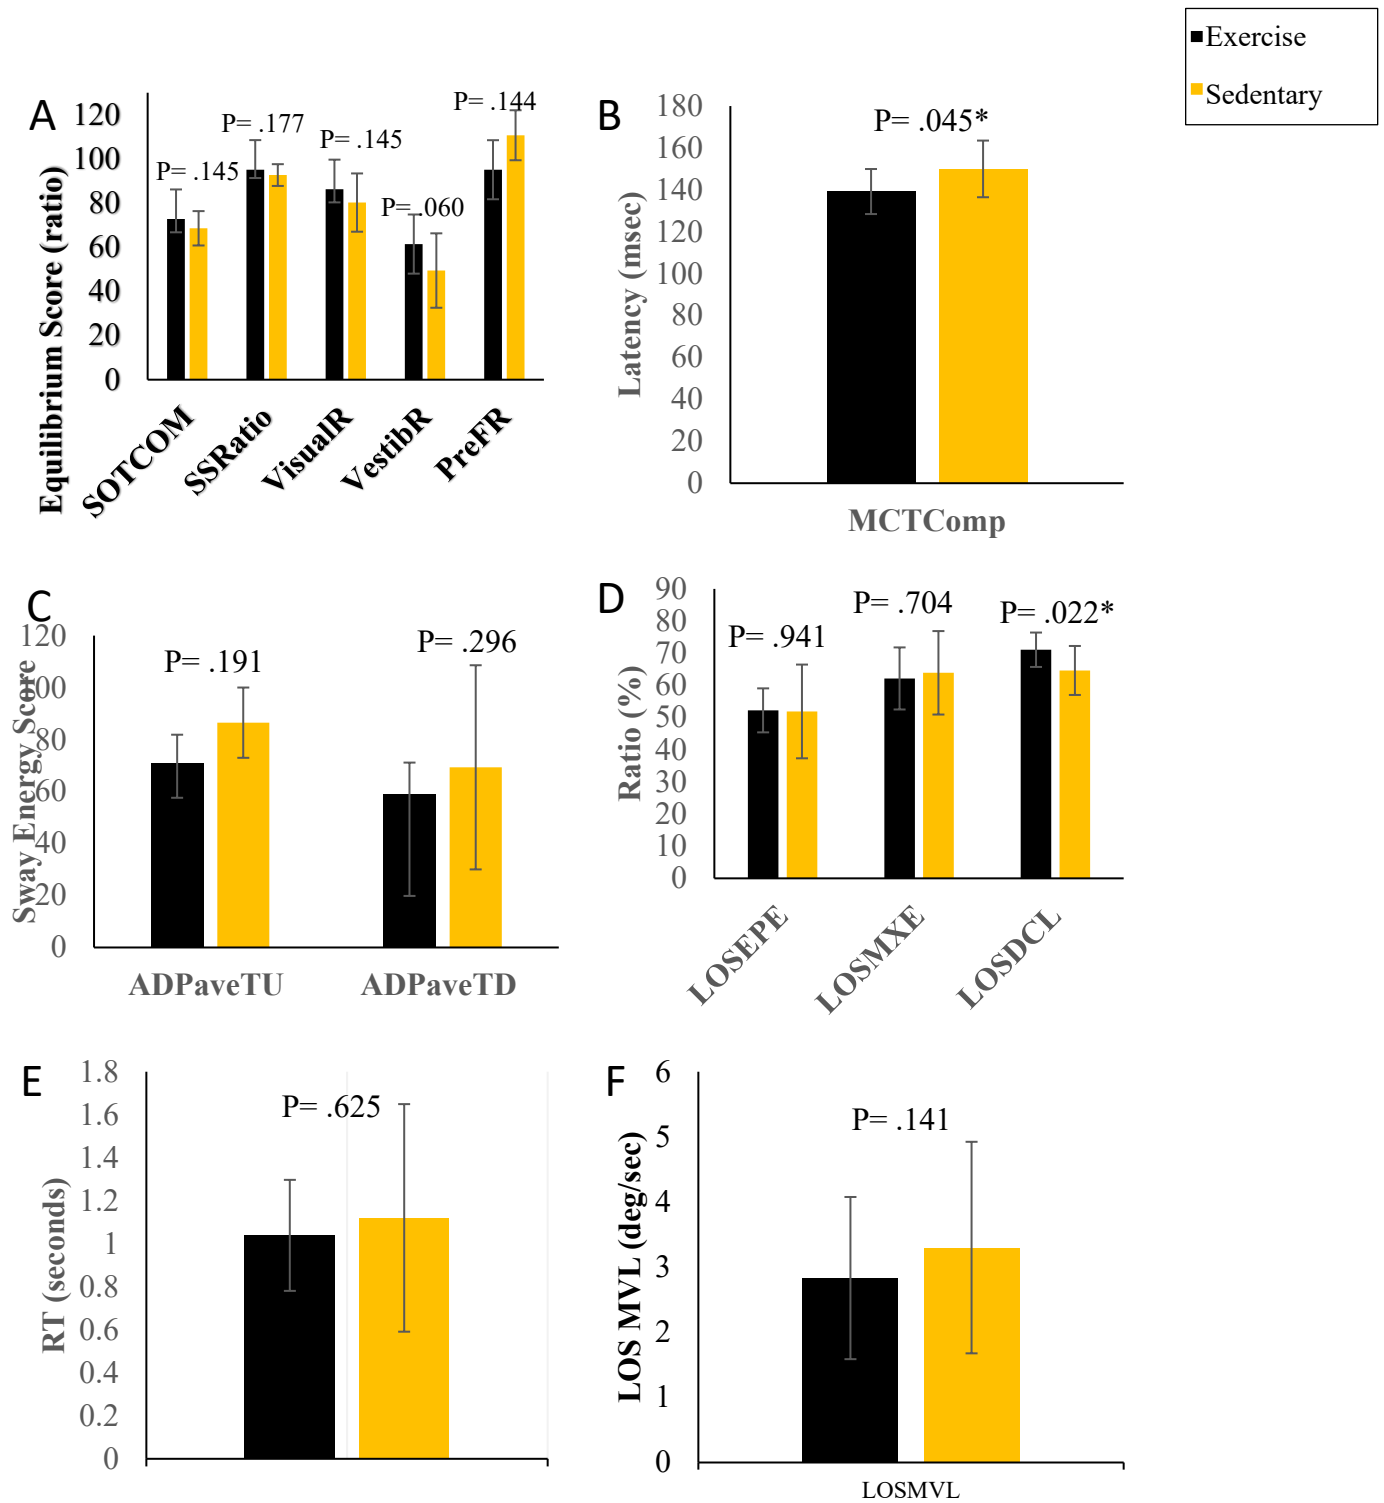 Exercise
Sedentary
A
Equilibrium Score (ratio)
120
100
80
60
40
20
0
P= .145
P= .177
P= .145
P= .060
P= .144
SOTCOM
SSRatio
VisualR
VestibR
PreFR
B
Latency (msec)
180
160
140
120
100
80
60
40
20
0
P= .045*
MCTComp
C
Sway Energy Score
120
100
80
60
40
20
0
P= .191
P= .296
ADPaveTU
ADPaveTD
D
Ratio (%)
90
80
70
60
50
40
30
20
10
0
P= .941
P= .704
P= .022*
LOSEPE
LOSMXE
LOSDCL
E
RT (seconds)
1.8
1.6
1.4
1.2
1
0.8
0.6
0.4
0.2
0
P= .625
F
LOS MVL (deg/sec)
6
5
4
3
2
1
0
P= .141
LOSMVL